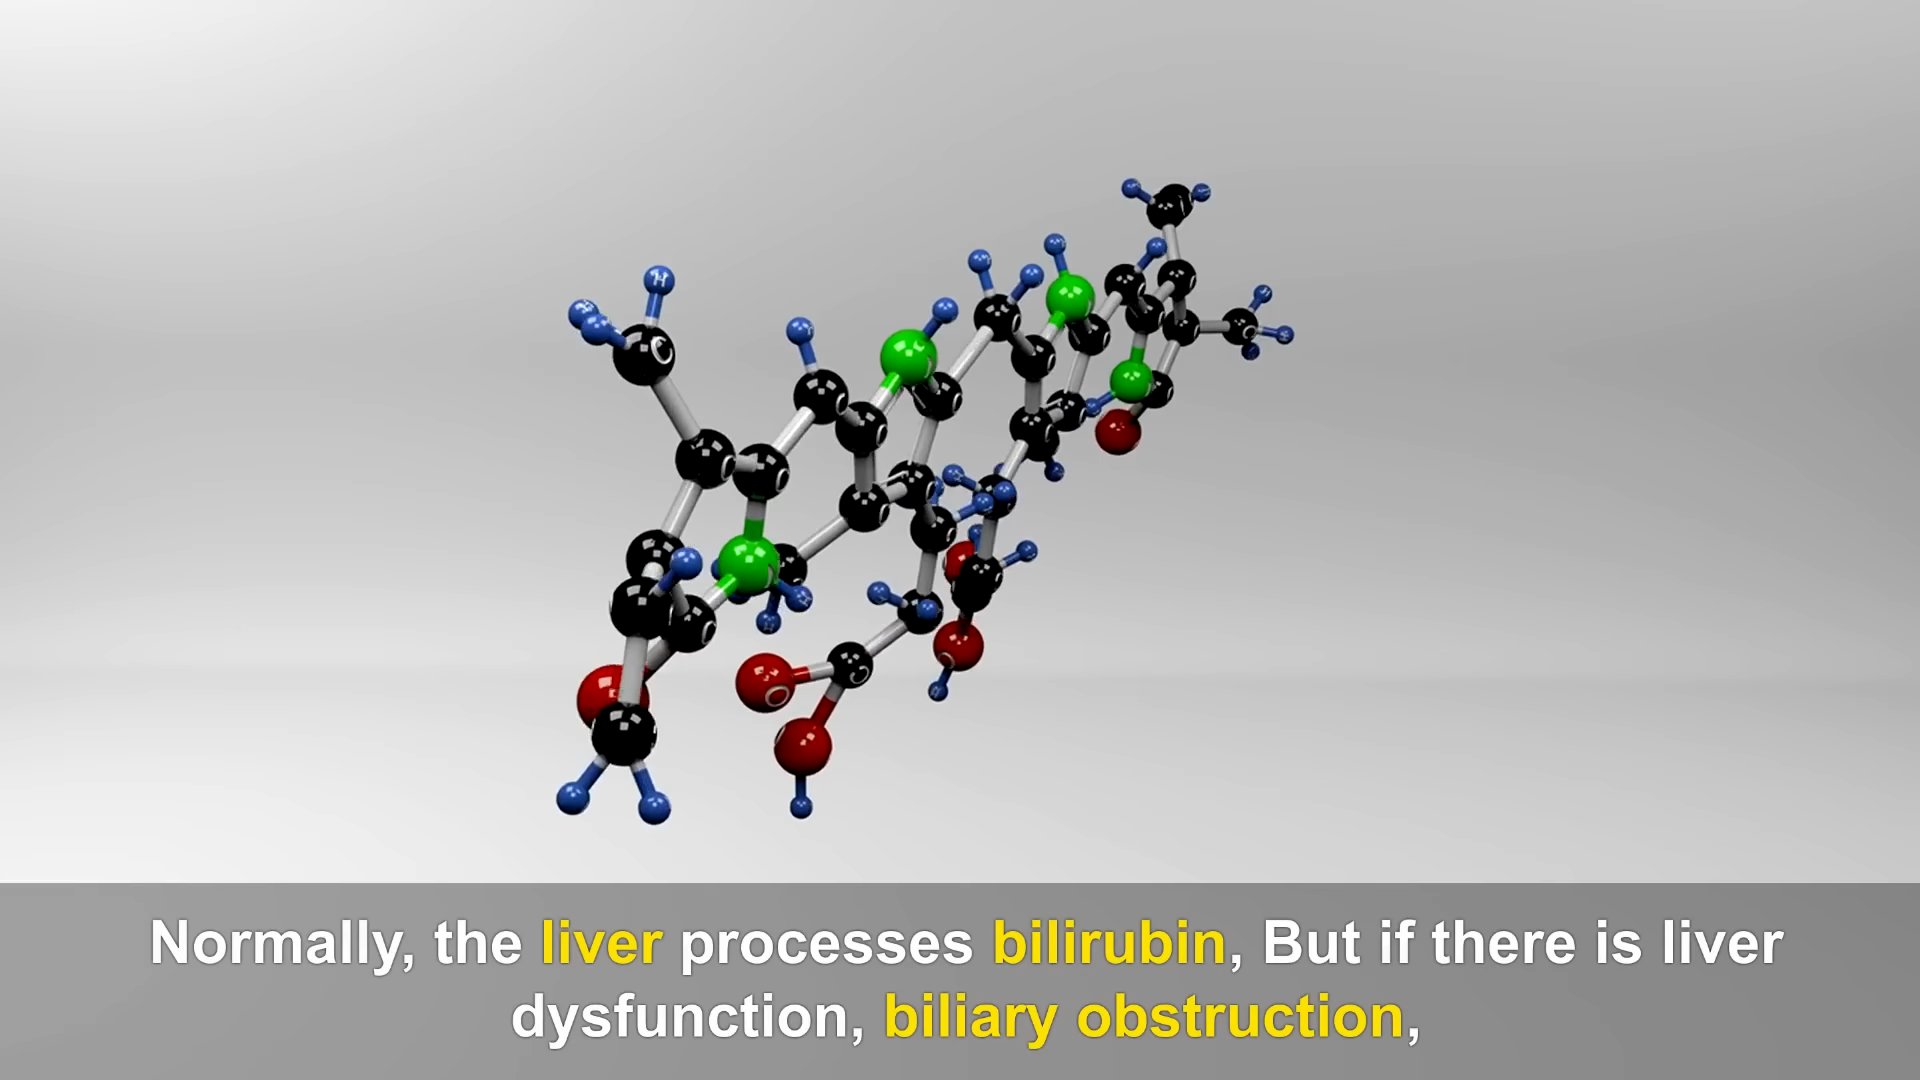 Normally, the liver processes bilirubin, But if there is liver
dysfunction, biliary obstruction,